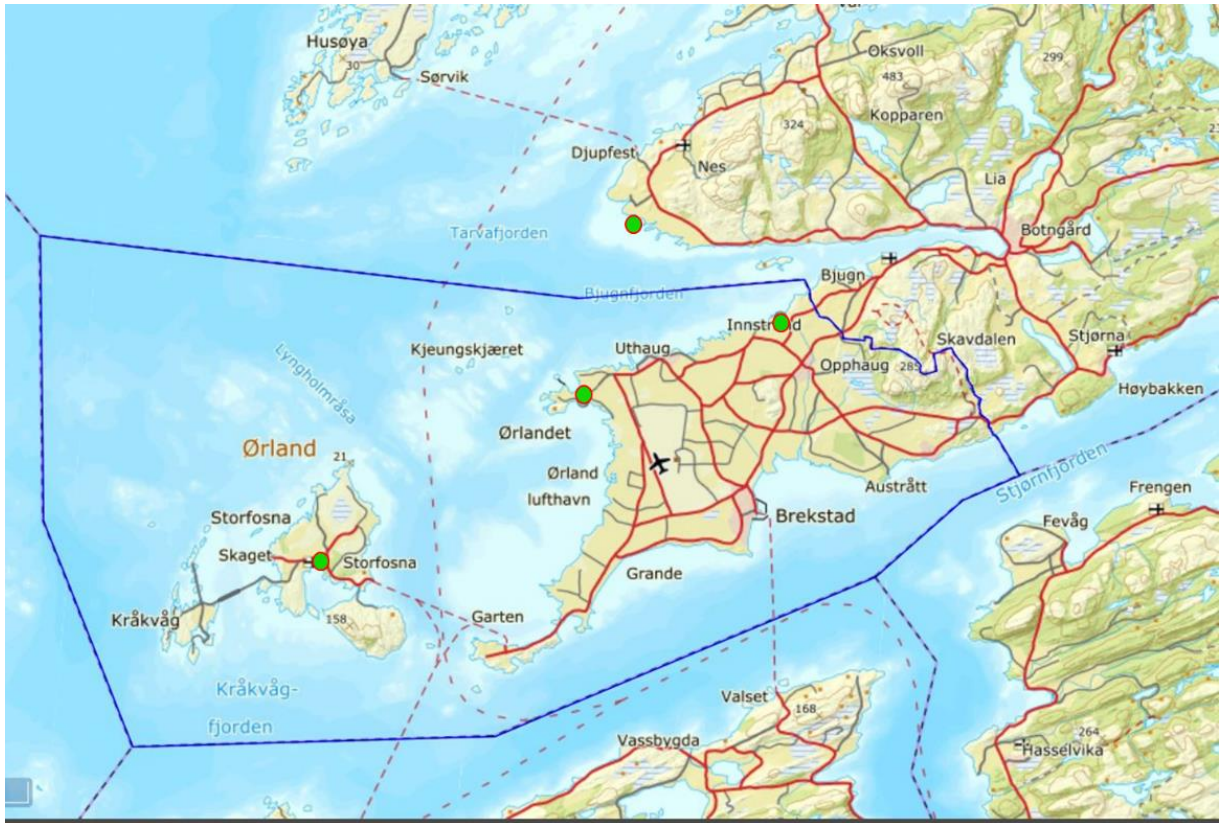 Husøya
30
Sørvik
Oksvoll
299
483
Kopparen
324
Djupfest
Nes
Lia
Tarvafjorden
Botngård
Bjugn
Bjugnfjorden
Stjørna
Skavdalen
Kjeungskjæret
Uthaug
Opphaug
285
Høybakken
Lyngholmråsa
Ørlandet
Ørland
21
Ørland
lufthavn
Austrått
Stjørnfjorden
Frengen
Brekstad
Fevåg
Storfosna
Skaget
Storfosna
Grande
Kråkvåg
158
Garten
Kråkvåg-
fjorden
Valset
168
Vassbygda
264
Hasselvika